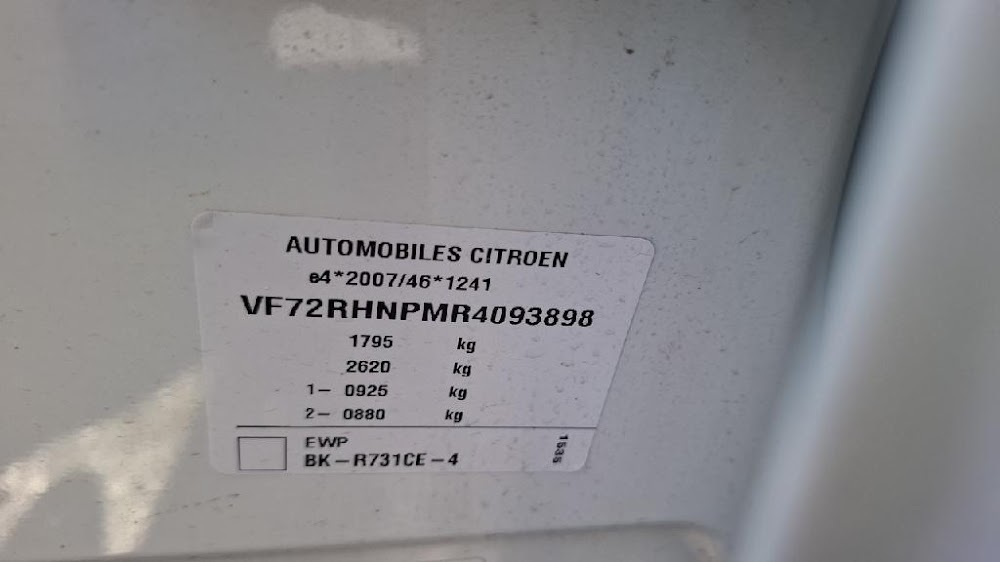 AUTOMOBILES CITROEN
e4*2007/46*1241
VF72RHNPMR4093898
1795 kg
2620 kg
1– 0925 kg
2– 0880 kg
EWP
BK–R731CE–4
1535